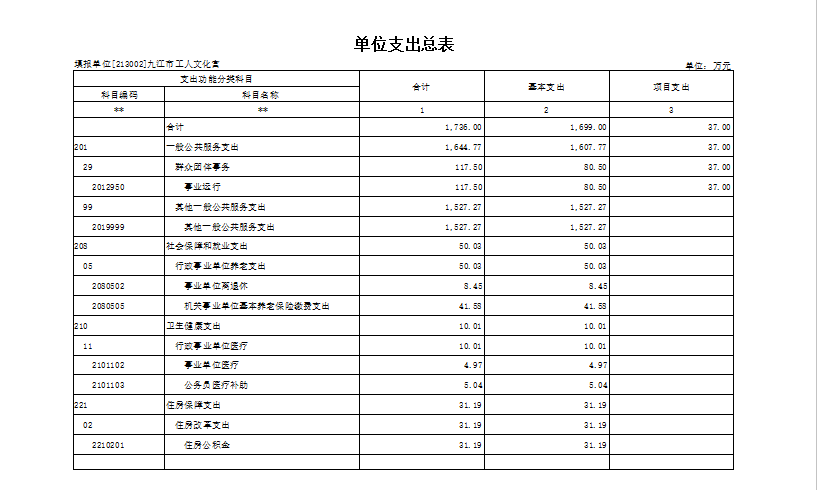 单位支出总表
填报单位[213002]九江市工人文化宫 单位：万元
支出功能分类科目 合计 基本支出 项目支出
科目编码 科目名称
** ** 1 2 3
合计 1,736.00 1,699.00 37.00
201 一般公共服务支出 1,644.77 1,607.77 37.00
29 群众团体事务 117.50 80.50 37.00
2012950 事业运行 117.50 80.50 37.00
99 其他一般公共服务支出 1,527.27 1,527.27
2019999 其他一般公共服务支出 1,527.27 1,527.27
208 社会保障和就业支出 50.03 50.03
05 行政事业单位养老支出 50.03 50.03
2080502 事业单位离退休 8.45 8.45
2080505 机关事业单位基本养老保险缴费支出 41.58 41.58
210 卫生健康支出 10.01 10.01
11 行政事业单位医疗 10.01 10.01
2101102 事业单位医疗 4.97 4.97
2101103 公务员医疗补助 5.04 5.04
221 住房保障支出 31.19 31.19
02 住房改革支出 31.19 31.19
2210201 住房公积金 31.19 31.19